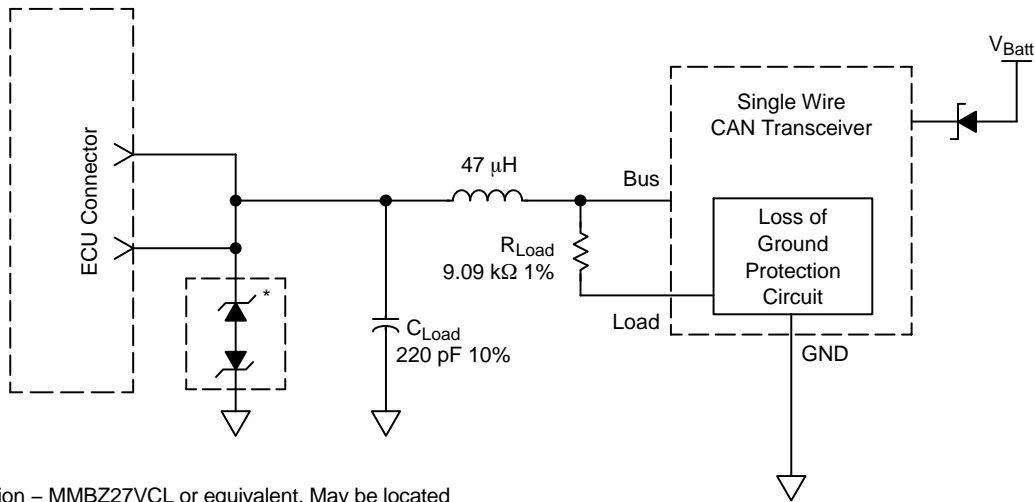 V_Batt
Single Wire
CAN Transceiver
ECU Connector
47 μH
Bus
Loss of
Ground
Protection
Circuit
R_Load
9.09 kΩ 1%
*
Load
C_Load
220 pF 10%
GND
– MMBZ27VCL or equivalent. May be located